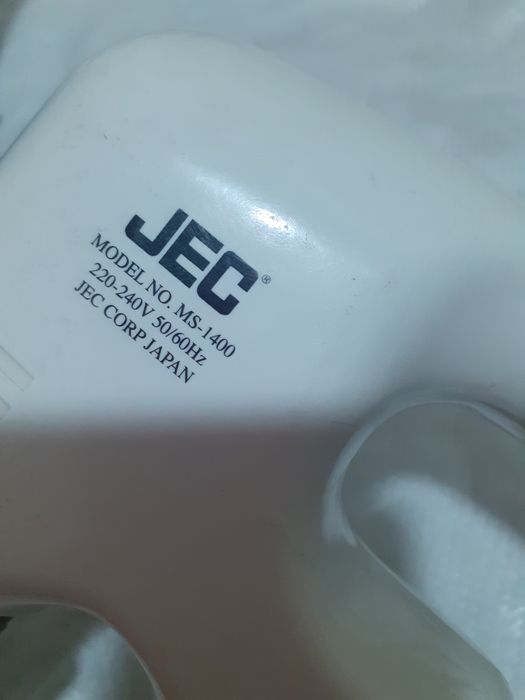 JEC®
MODEL NO. MS-1400
220-240V 50/60Hz
JEC CORP JAPAN